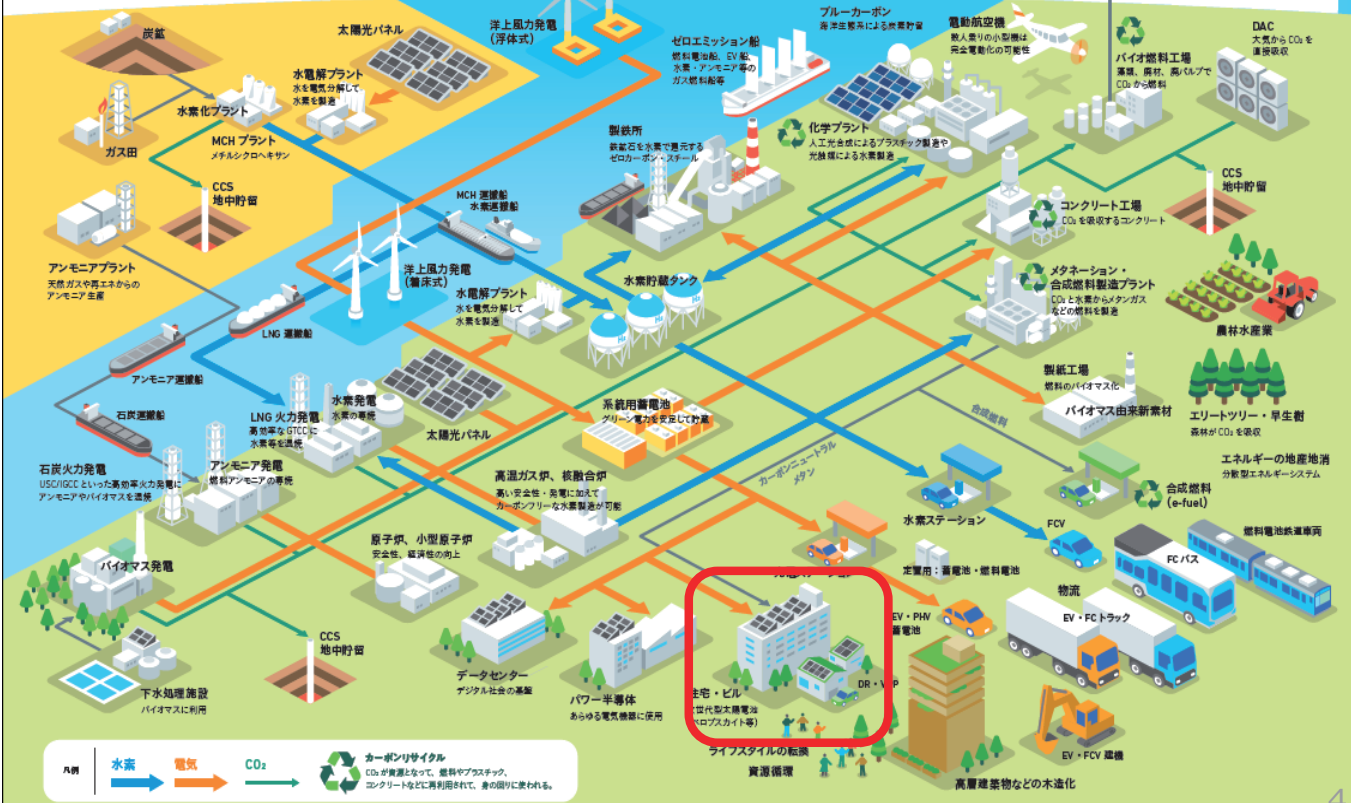 炭鉱
太陽光パネル
洋上風力発電
(浮体式)
ブルーカーボン
海洋生態系による炭素貯留
電動航空機
数人乗りの小型機は
完全電動化の可能性
DAC
大気からCO₂を
直接吸収
ゼロエミッション船
燃料電池船、EV船、
水素・アンモニア等の
ガス燃料船等
バイオ燃料工場
藻類、廃材、廃パルプで
CO₂から燃料
水電解プラント
水を電気分解して
水素を製造
水素化プラント
ガス田
MCHプラント
メチルシクロヘキサン
製鉄所
鉄鉱石を水素で還元する
ゼロカーボン・スチール
化学プラント
人工光合成によるプラスチック製造や
光触媒による水素製造
CCS
地中貯留
CCS
地中貯留
MCH運搬船
水素運搬船
コンクリート工場
CO₂を吸収するコンクリート
アンモニアプラント
天然ガスや再エネからの
アンモニア生産
洋上風力発電
(着床式)
水電解プラント
水を電気分解して
水素を製造
水素貯蔵タンク
H₂
H₂
H₂
メタネーション・
合成燃料製造プラント
CO₂と水素からメタンガス
などの燃料を製造
農林水産業
LNG運搬船
アンモニア運搬船
石炭運搬船
LNG火力発電
高効率なGTCCに
水素等を混焼
水素発電
水素の専焼
太陽光パネル
系統用蓄電池
グリーン電力を安定して貯蔵
製紙工場
燃料のバイオマス化
バイオマス由来新素材
エリートツリー・早生樹
森林がCO₂を吸収
合成燃料
カーボンニュートラル
メタン
エネルギーの地産地消
分散型エネルギーシステム
石炭火力発電
USC/IGCCといった高効率火力発電に
アンモニアやバイオマスを混焼
アンモニア発電
燃料アンモニアの専焼
高温ガス炉、核融合炉
高い安全性・発電に加えて
カーボンフリーな水素製造が可能
水素ステーション
合成燃料
(e-fuel)
FCV
燃料電池鉄道車両
FCバス
原子炉、小型原子炉
安全性、経済性の向上
バイオマス発電
定置用：蓄電池・燃料電池
物流
EV・FCトラック
EV・PHV
蓄電池
CCS
地中貯留
データセンター
デジタル社会の基盤
パワー半導体
あらゆる電気機器に使用
住宅・ビル
次世代型太陽電池
(ペロブスカイト等)
DR・VPP
下水処理施設
バイオマスに利用
ライフスタイルの転換
資源循環
高層建築物などの木造化
EV・FCV建機
凡例
水素
電気
CO₂
カーボンリサイクル
CO₂が資源となって、燃料やプラスチック、
コンクリートなどに再利用されて、身の回りに使われる。
4